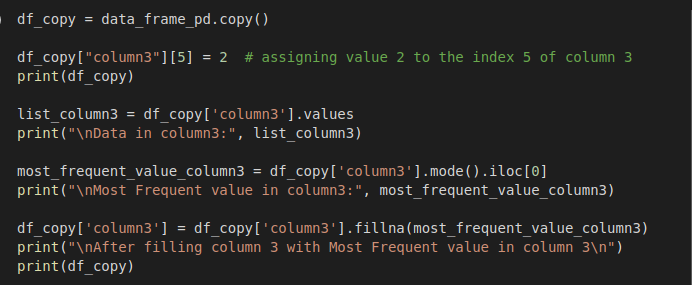 df_copy = data_frame_pd.copy()
df_copy["column3"][5] = 2  # assigning value 2 to the index 5 of column 3
print(df_copy)
list_column3 = df_copy['column3'].values
print("\nData in column3:", list_column3)
most_frequent_value_column3 = df_copy['column3'].mode().iloc[0]
print("\nMost Frequent value in column3:", most_frequent_value_column3)
df_copy['column3'] = df_copy['column3'].fillna(most_frequent_value_column3)
print("\nAfter filling column 3 with Most Frequent value in column 3\n")
print(df_copy)